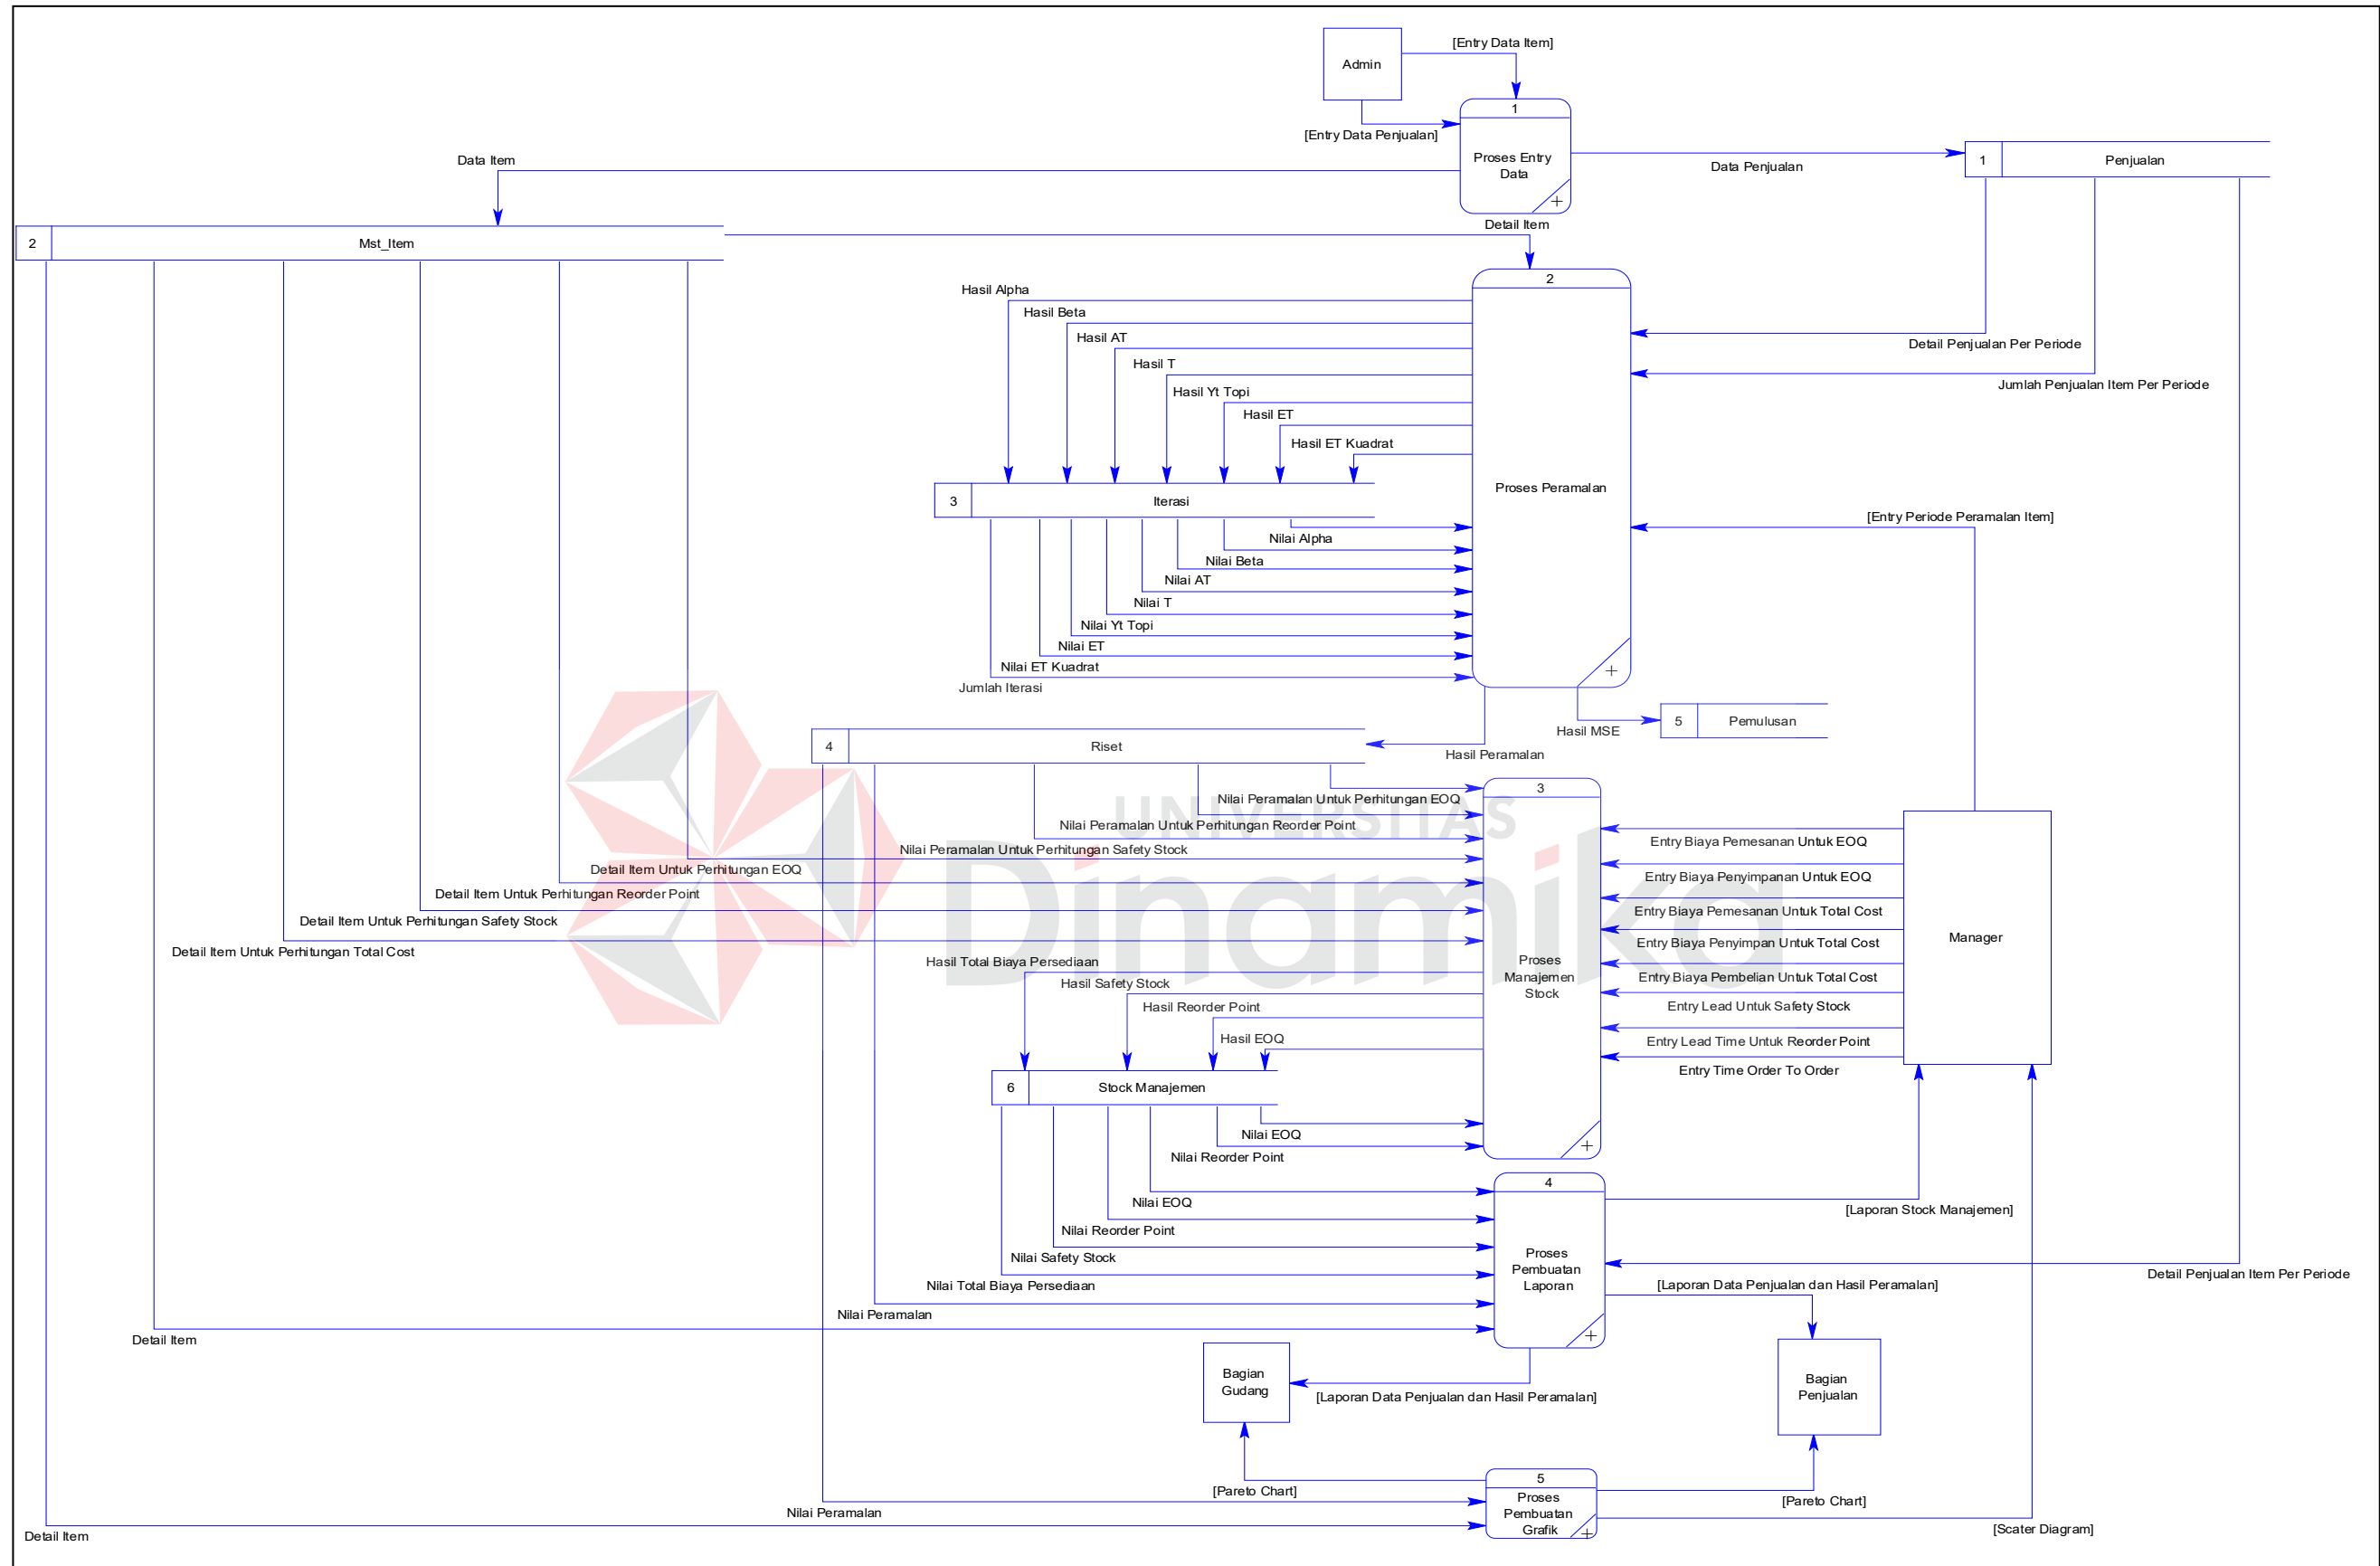 Admin
[Entry Data Item]
[Entry Data Penjualan]
1
Proses Entry
Data
Data Item
Data Penjualan
1
Penjualan
2
Mst_Item
Detail Item
2
Proses Peramalan
Hasil Alpha
Hasil Beta
Hasil AT
Hasil T
Hasil Yt Topi
Hasil ET
Hasil ET Kuadrat
Detail Penjualan Per Periode
Jumlah Penjualan Item Per Periode
3
Iterasi
[Entry Periode Peramalan Item]
Nilai Alpha
Nilai Beta
Nilai AT
Nilai T
Nilai Yt Topi
Nilai ET
Nilai ET Kuadrat
Jumlah Iterasi
Hasil MSE
5
Pemulusan
4
Riset
Hasil Peramalan
3
Proses
Manajemen
Stock
UNIVERSITAS
Dinamika
Nilai Peramalan Untuk Perhitungan EOQ
Nilai Peramalan Untuk Perhitungan Reorder Point
Nilai Peramalan Untuk Perhitungan Safety Stock
Detail Item Untuk Perhitungan EOQ
Detail Item Untuk Perhitungan Reorder Point
Detail Item Untuk Perhitungan Safety Stock
Detail Item Untuk Perhitungan Total Cost
Entry Biaya Pemesanan Untuk EOQ
Entry Biaya Penyimpanan Untuk EOQ
Entry Biaya Pemesanan Untuk Total Cost
Entry Biaya Penyimpan Untuk Total Cost
Entry Biaya Pembelian Untuk Total Cost
Entry Lead Untuk Safety Stock
Entry Lead Time Untuk Reorder Point
Entry Time Order To Order
Manager
Hasil Total Biaya Persediaan
Hasil Safety Stock
Hasil Reorder Point
Hasil EOQ
6
Stock Manajemen
Nilai EOQ
Nilai Reorder Point
4
Proses
Pembuatan
Laporan
Nilai EOQ
Nilai Reorder Point
Nilai Safety Stock
Nilai Total Biaya Persediaan
Nilai Peramalan
Detail Item
[Laporan Stock Manajemen]
Detail Penjualan Item Per Periode
[Laporan Data Penjualan dan Hasil Peramalan]
Bagian
Gudang
[Laporan Data Penjualan dan Hasil Peramalan]
Bagian
Penjualan
5
Proses
Pembuatan
Grafik
[Pareto Chart]
[Pareto Chart]
Nilai Peramalan
Detail Item
[Scater Diagram]